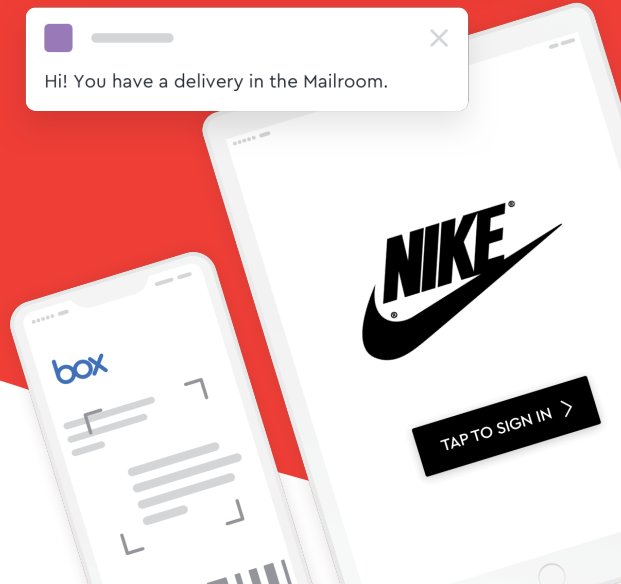 Hi! You have a delivery in the Mailroom.
NIKE
®
®
TAP TO SIGN IN
box